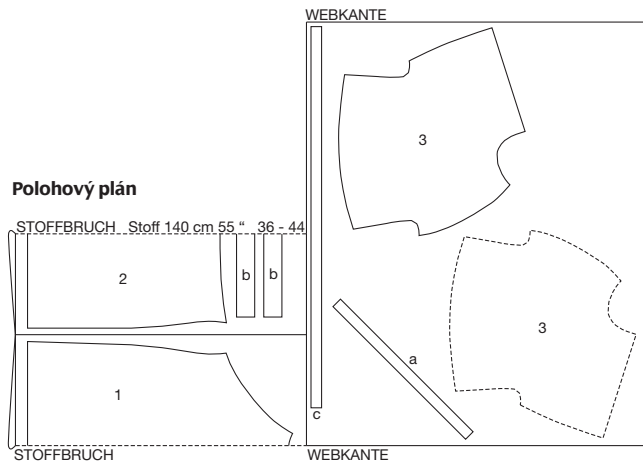 WEBKANTE
3
Polohový plán
STOFFBRUCH Stoff 140 cm 55 “ 36 - 44
2
b
b
3
a
1
c
STOFFBRUCH
WEBKANTE